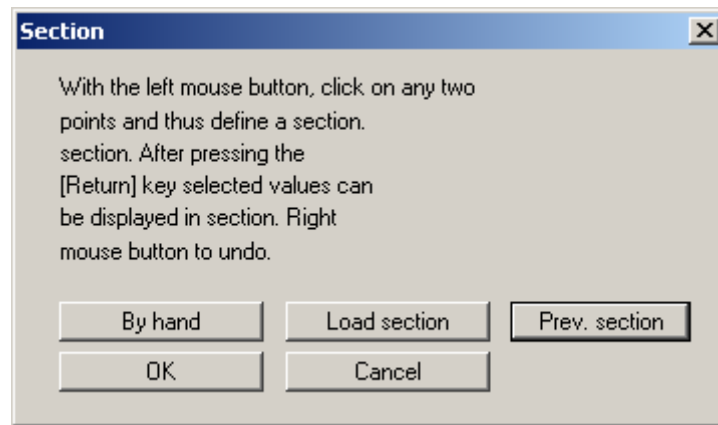 Section
With the left mouse button, click on any two
points and thus define a section.
section. After pressing the
[Return] key selected values can
be displayed in section. Right
mouse button to undo.
By hand
Load section
Prev. section
OK
Cancel